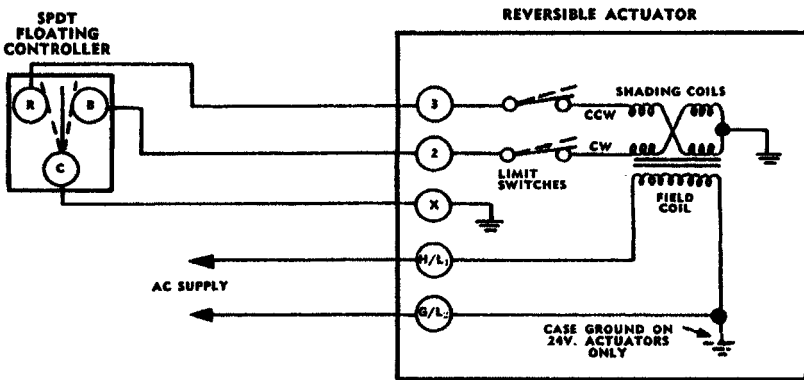 REVERSIBLE ACTUATOR
SPDT
FLOATING
CONTROLLER
R
B
C
3
2
X
H/L1
G/L2
CCW
CW
SHADING COILS
LIMIT
SWITCHES
FIELD
COIL
AC SUPPLY
CASE GROUND ON
24V. ACTUATORS
ONLY